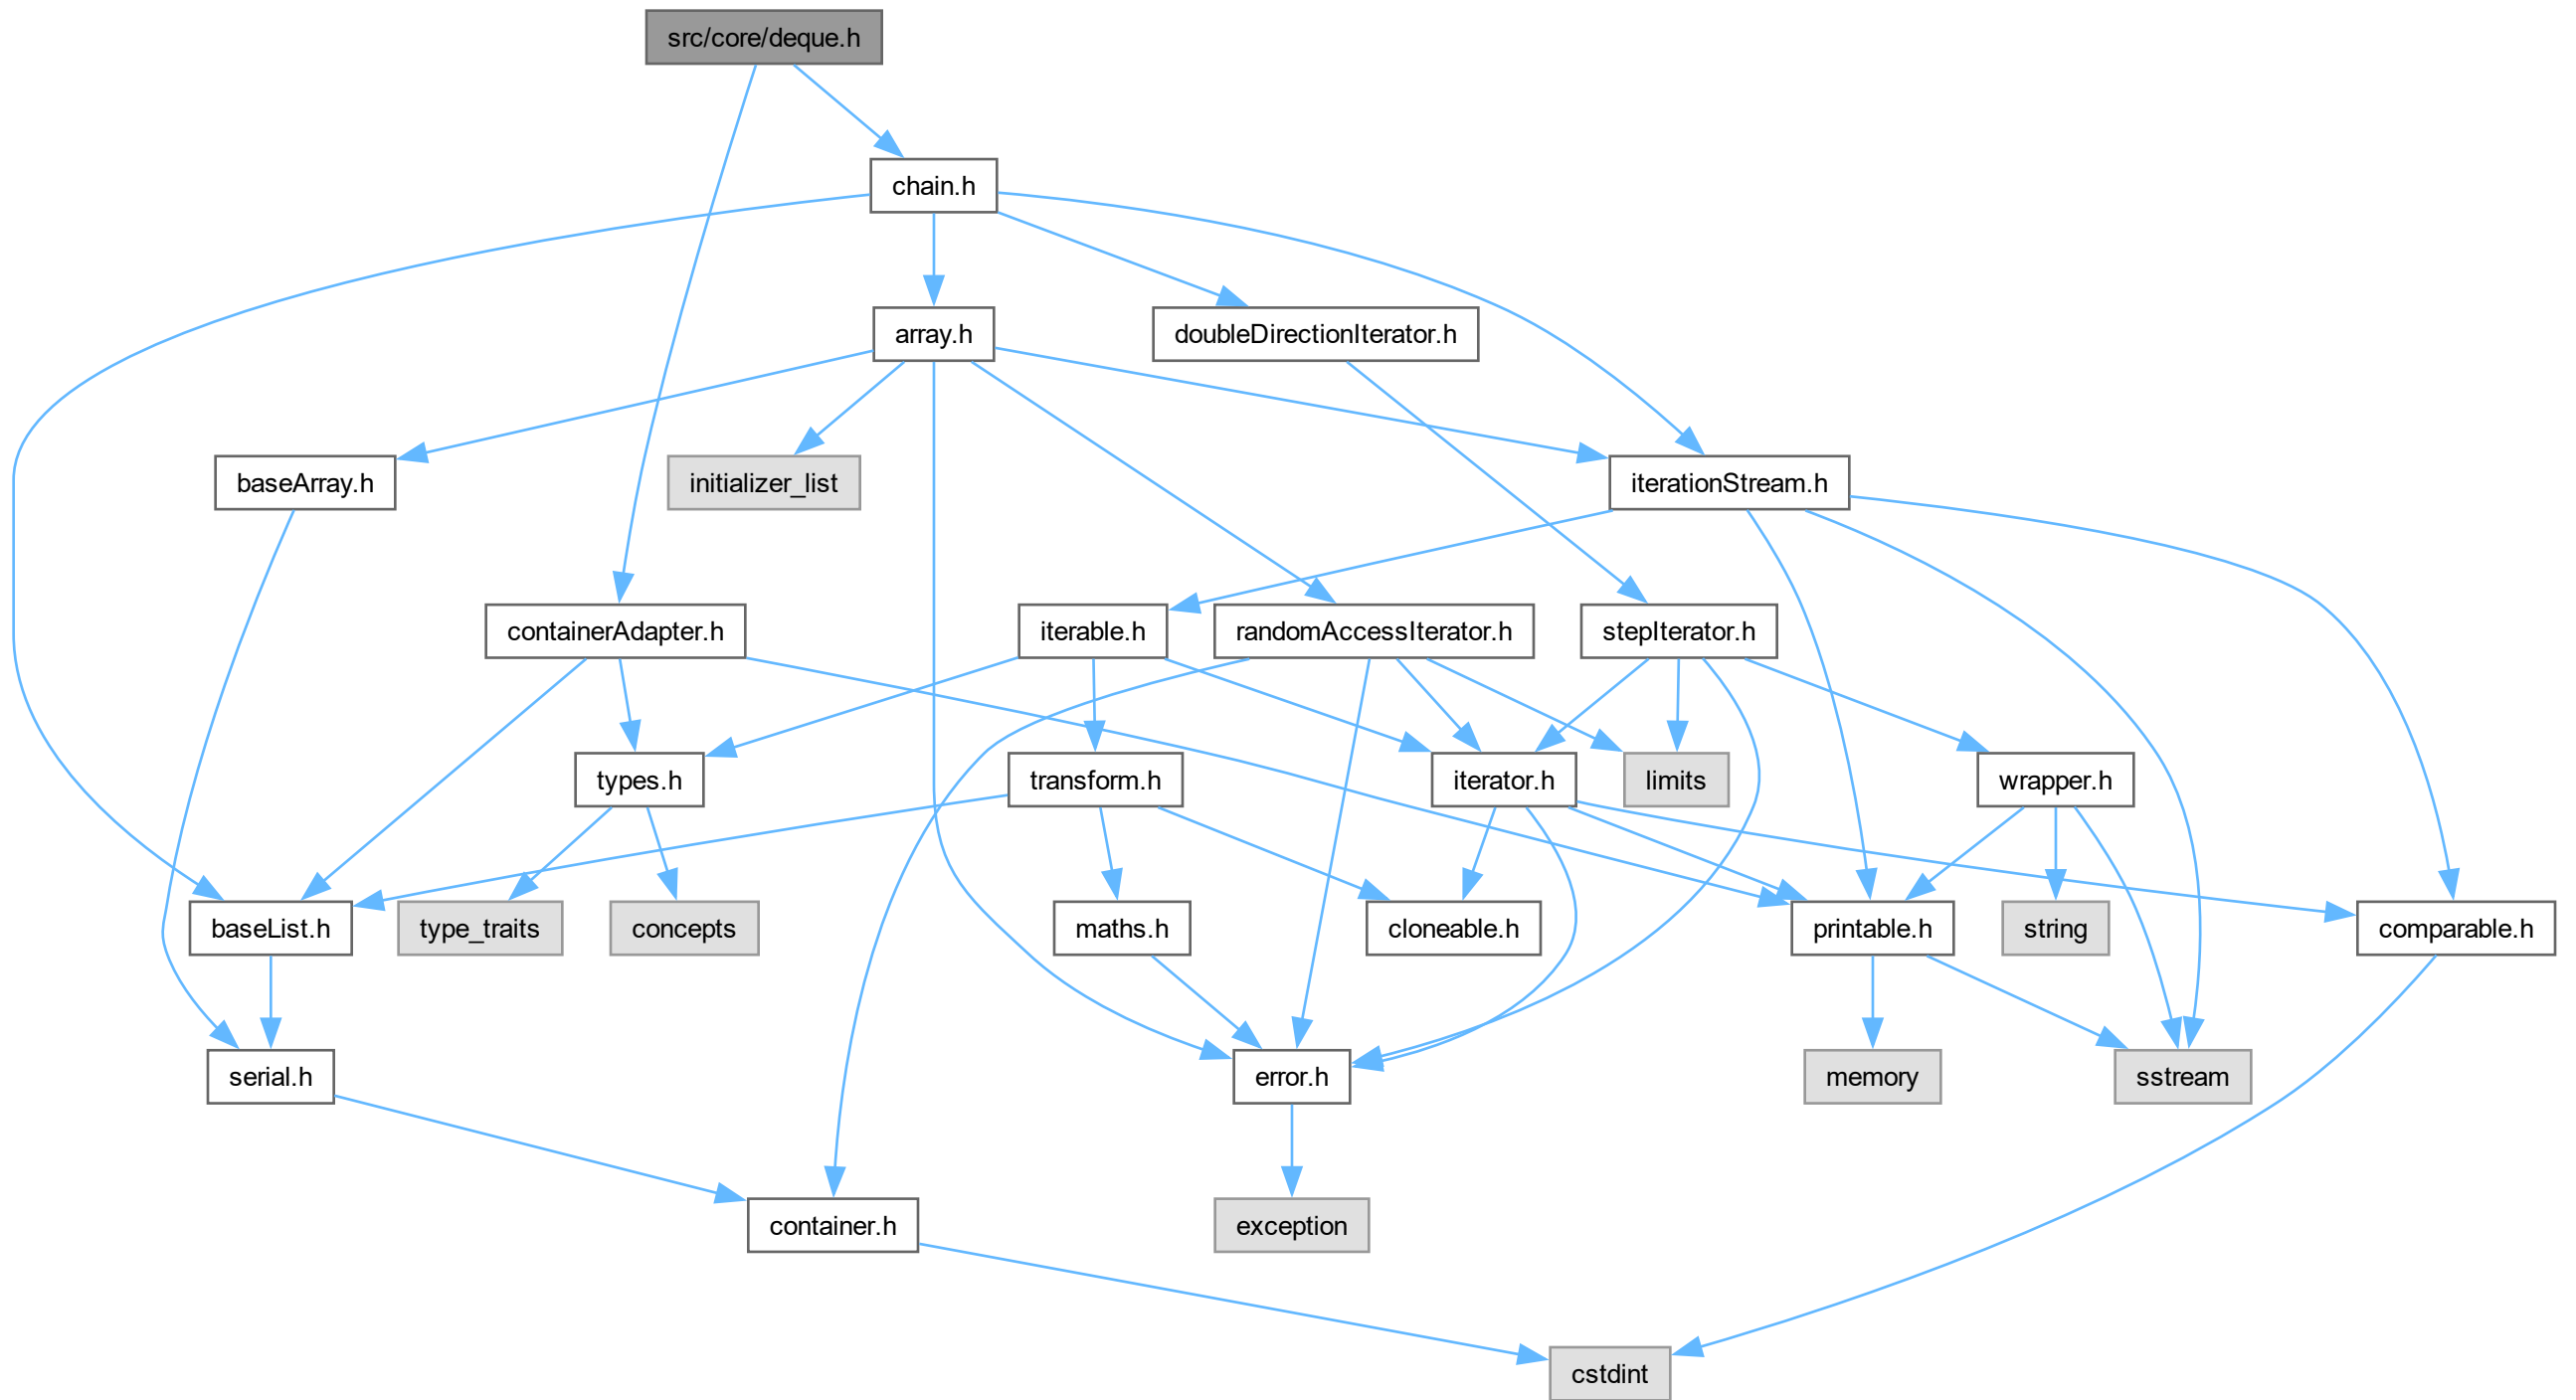 src/core/deque.h
chain.h
array.h
doubleDirectionIterator.h
baseArray.h
initializer_list
iterationStream.h
containerAdapter.h
iterable.h
randomAccessIterator.h
stepIterator.h
types.h
transform.h
iterator.h
limits
wrapper.h
baseList.h
type_traits
concepts
maths.h
cloneable.h
printable.h
string
comparable.h
serial.h
error.h
memory
sstream
container.h
exception
cstdint